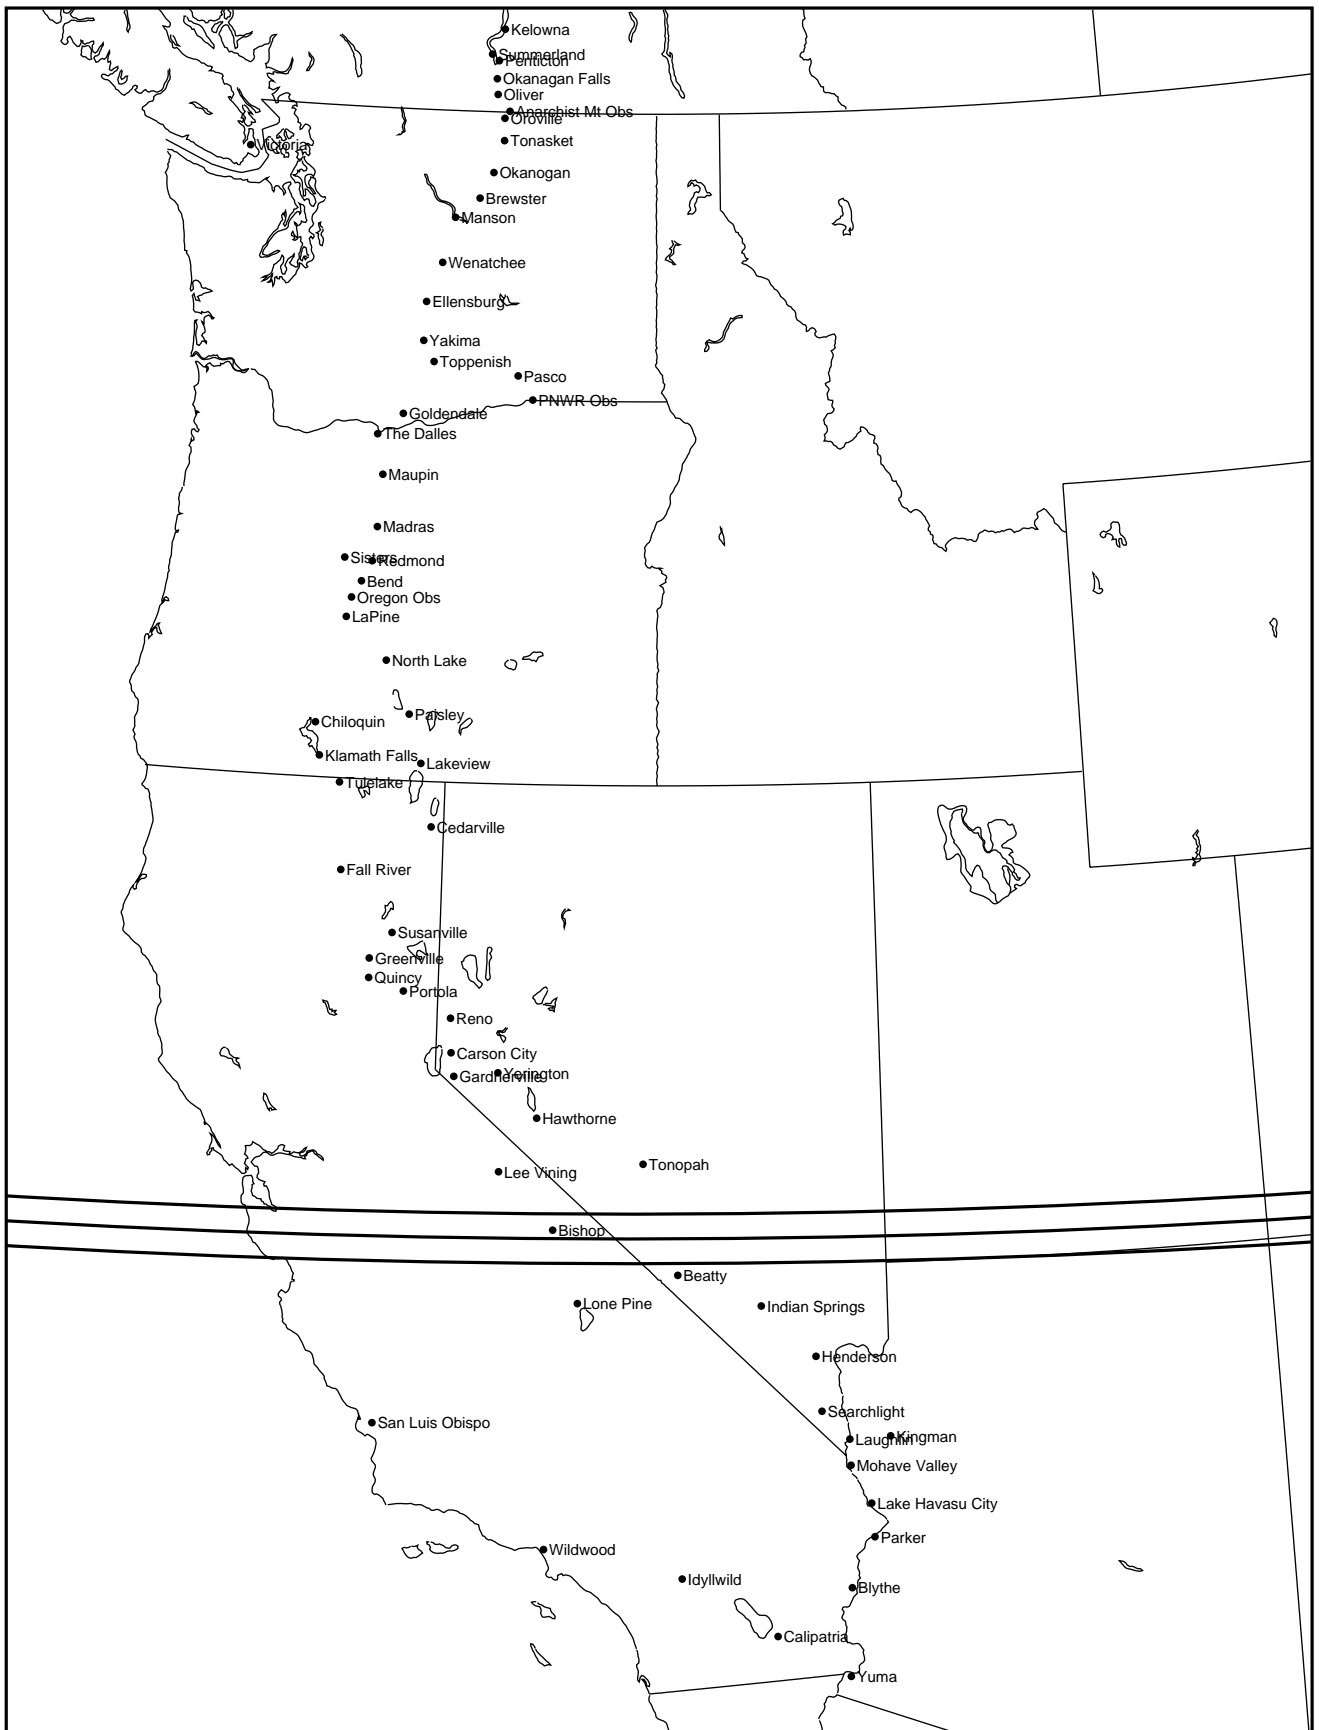 Kelowna
Summerland
Penticton
Okanagan Falls
Oliver
Anarchist Mt Obs
Oroville
Tonasket
Victoria
Okanogan
Brewster
Manson
Wenatchee
Ellensburg
Yakima
Toppenish
Pasco
PNWR Obs
Goldendale
The Dalles
Maupin
Madras
Sisters
Redmond
Bend
Oregon Obs
LaPine
North Lake
Paisley
Chiloquin
Klamath Falls
Lakeview
Tulelake
Cedarville
Fall River
Susanville
Greenville
Quincy
Portola
Reno
Carson City
Yerington
Gardnerville
Hawthorne
Tonopah
Lee Vining
Bishop
Beatty
Lone Pine
Indian Springs
Henderson
Searchlight
San Luis Obispo
Kingman
Laughlin
Mohave Valley
Lake Havasu City
Parker
Wildwood
Idyllwild
Blythe
Calipatria
Yuma